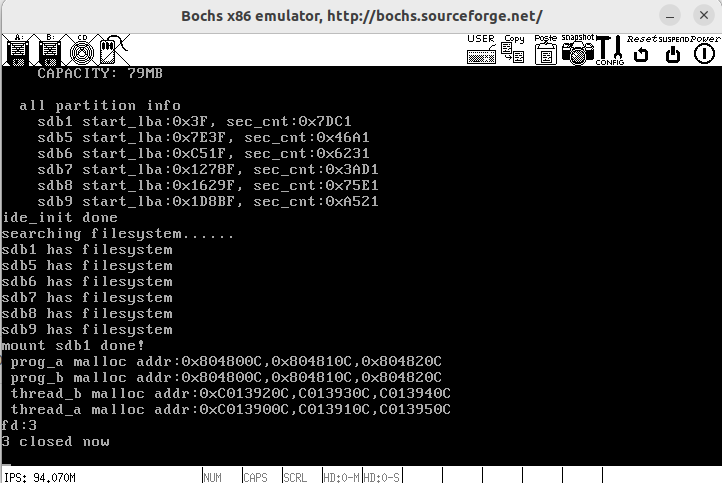 Bochs x86 emulator, http://bochs.sourceforge.net/
A: B: CD USER Copy Paste snapshot CONFIG Reset SUSPEND Power
CAPACITY: 79MB
all partition info
sdb1 start_lba:0x3F, sec_cnt:0x7DC1
sdb5 start_lba:0x7E3F, sec_cnt:0x46A1
sdb6 start_lba:0xC51F, sec_cnt:0x6231
sdb7 start_lba:0x1278F, sec_cnt:0x3AD1
sdb8 start_lba:0x1629F, sec_cnt:0x75E1
sdb9 start_lba:0x1D8BF, sec_cnt:0xA521
ide_init done
searching filesystem......
sdb1 has filesystem
sdb5 has filesystem
sdb6 has filesystem
sdb7 has filesystem
sdb8 has filesystem
sdb9 has filesystem
mount sdb1 done!
prog_a malloc addr:0x804800C,0x804810C,0x804820C
prog_b malloc addr:0x804800C,0x804810C,0x804820C
thread_b malloc addr:0xC013920C,C013930C,C013940C
thread_a malloc addr:0xC013900C,C013910C,C013950C
fd:3
3 closed now
IPS: 94.070M NUM CAPS SCRL HD:0-M HD:0-S